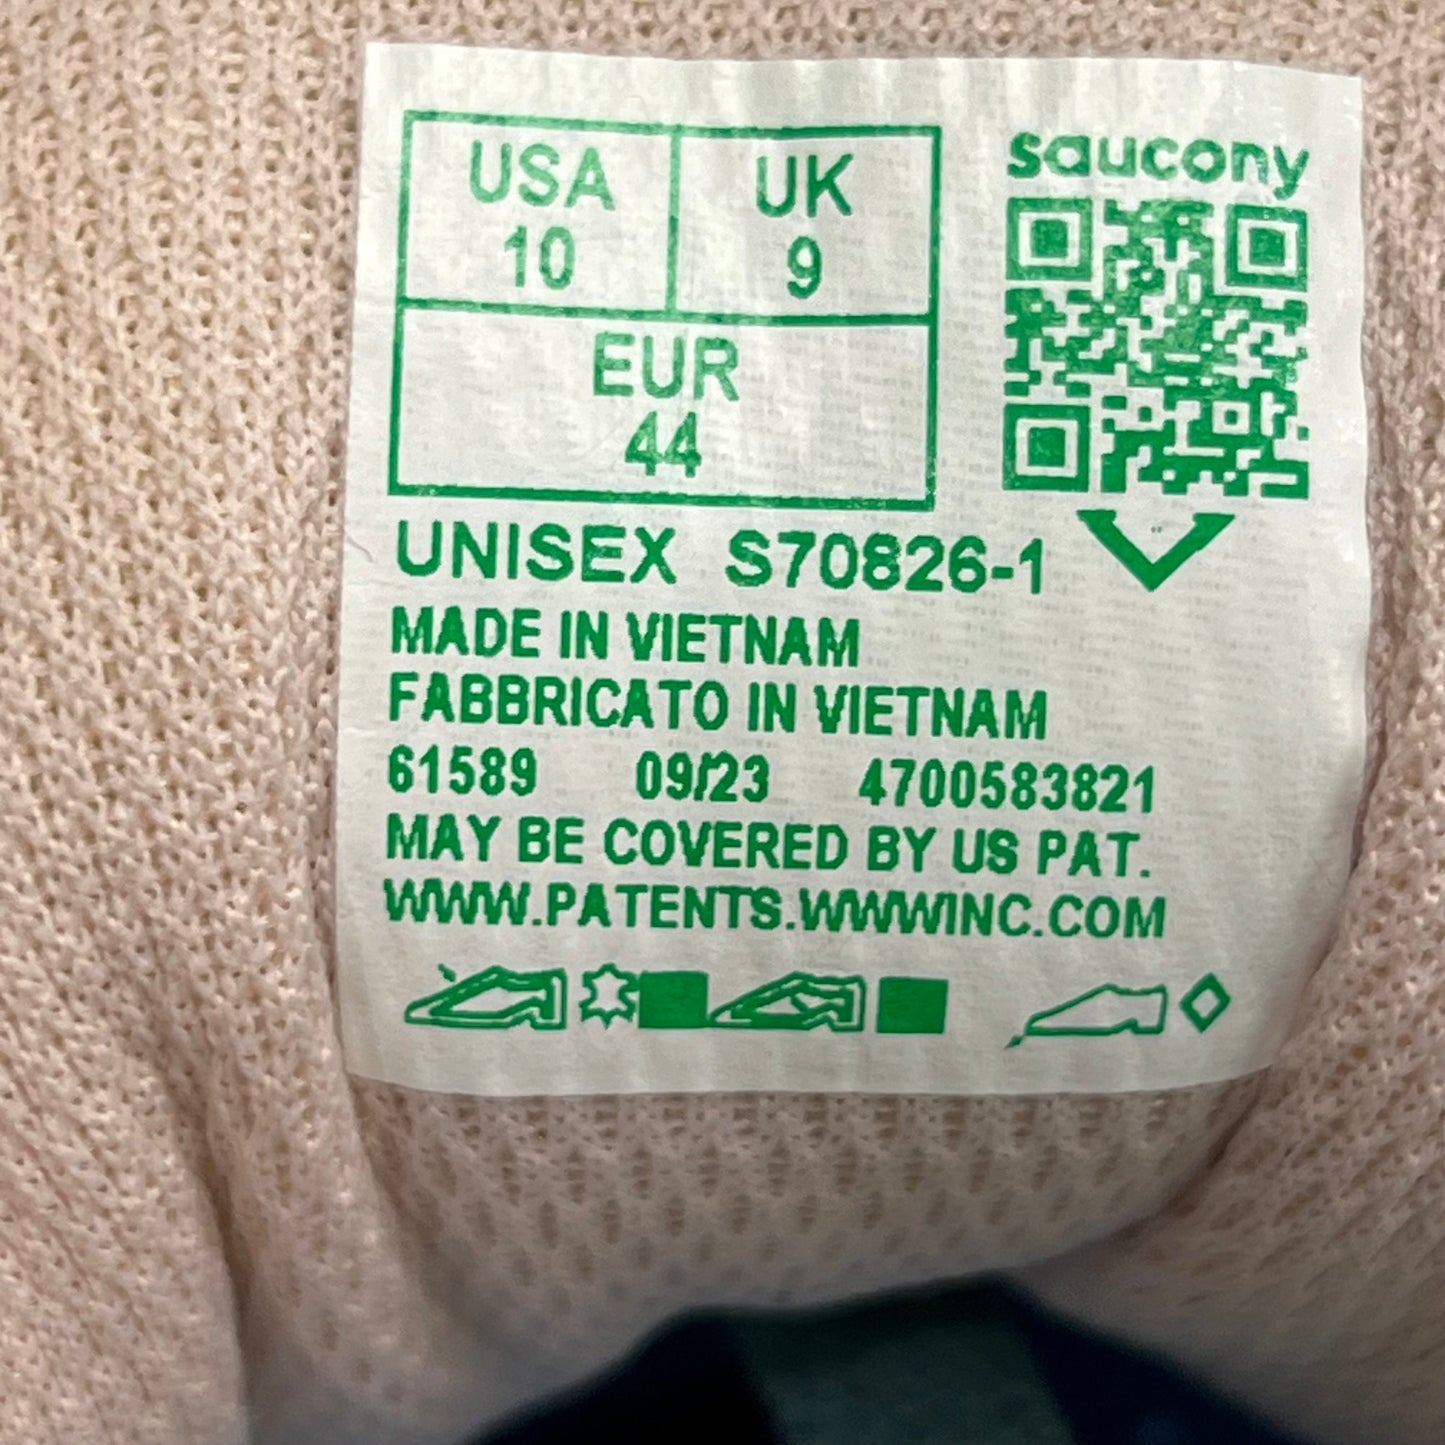 USA
10
UK
9
EUR
44
saucony
UNISEX S70826-1
MADE IN VIETNAM
FABBRICATO IN VIETNAM
61589 09/23 4700583821
MAY BE COVERED BY US PAT.
WWW.PATENTS.WWWINC.COM